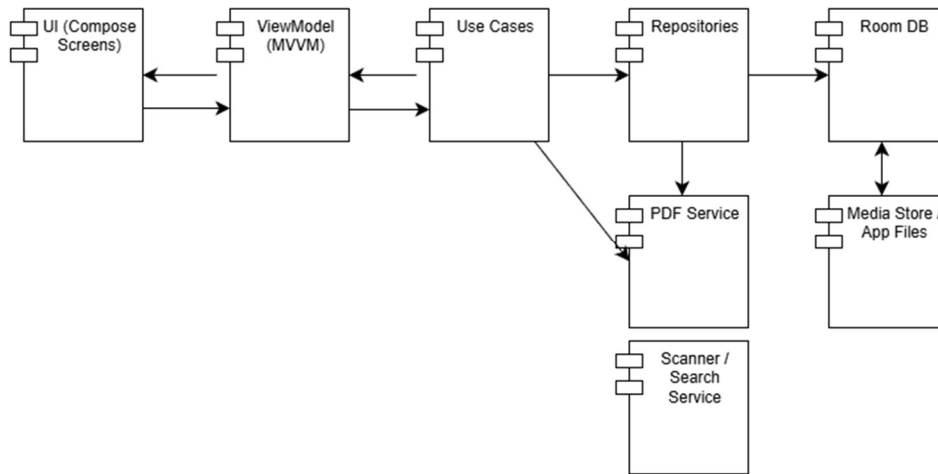 UI (Compose
Screens)
ViewModel
(MVVM)
Use Cases
Repositories
Room DB
PDF Service
Media Store /
App Files
Scanner /
Search
Service